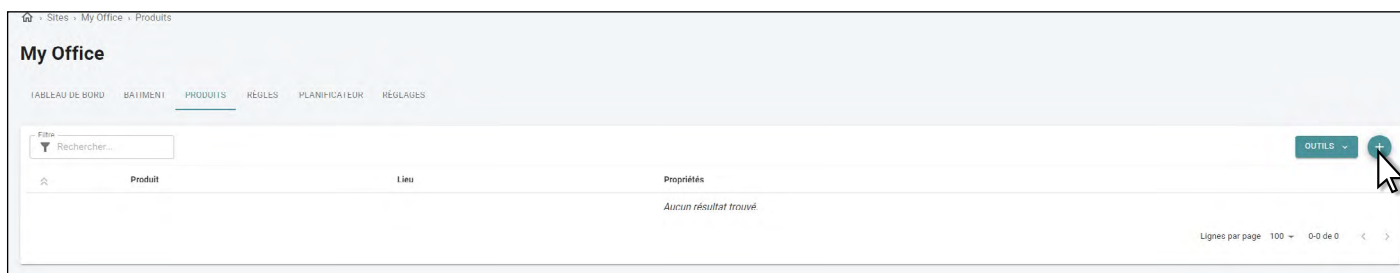 Sites › My Office › Produits
My Office
TABLEAU DE BORD BATIMENT PRODUITS RÈGLES PLANIFICATEUR RÉGLAGES
Filtre
Rechercher...
OUTILS
Produit Lieu Propriétés
Aucun résultat trouvé.
Lignes par page 100 0-0 de 0